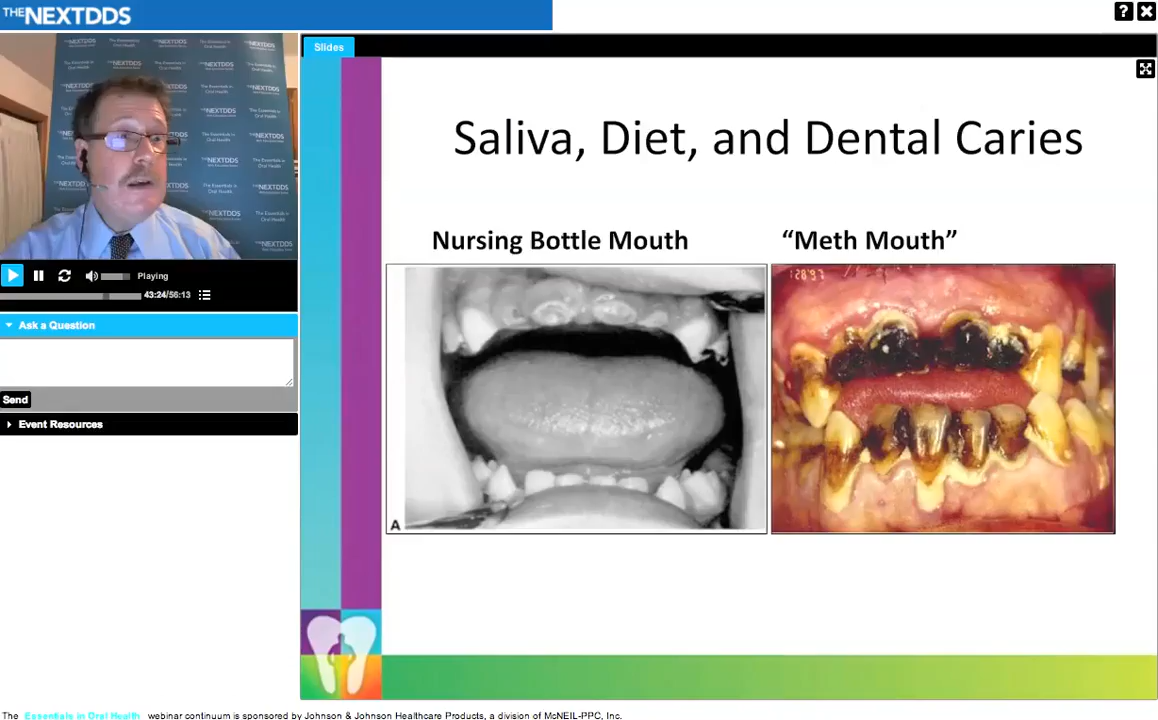 THENEXTDDS
? X
Slides
Saliva, Diet, and Dental Caries
Nursing Bottle Mouth
“Meth Mouth”
A
Playing
43:24/56:13
Ask a Question
Send
Event Resources
The Essentials in Oral Health webinar continuum is sponsored by Johnson & Johnson Healthcare Products, a division of McNEIL-PPC, Inc.